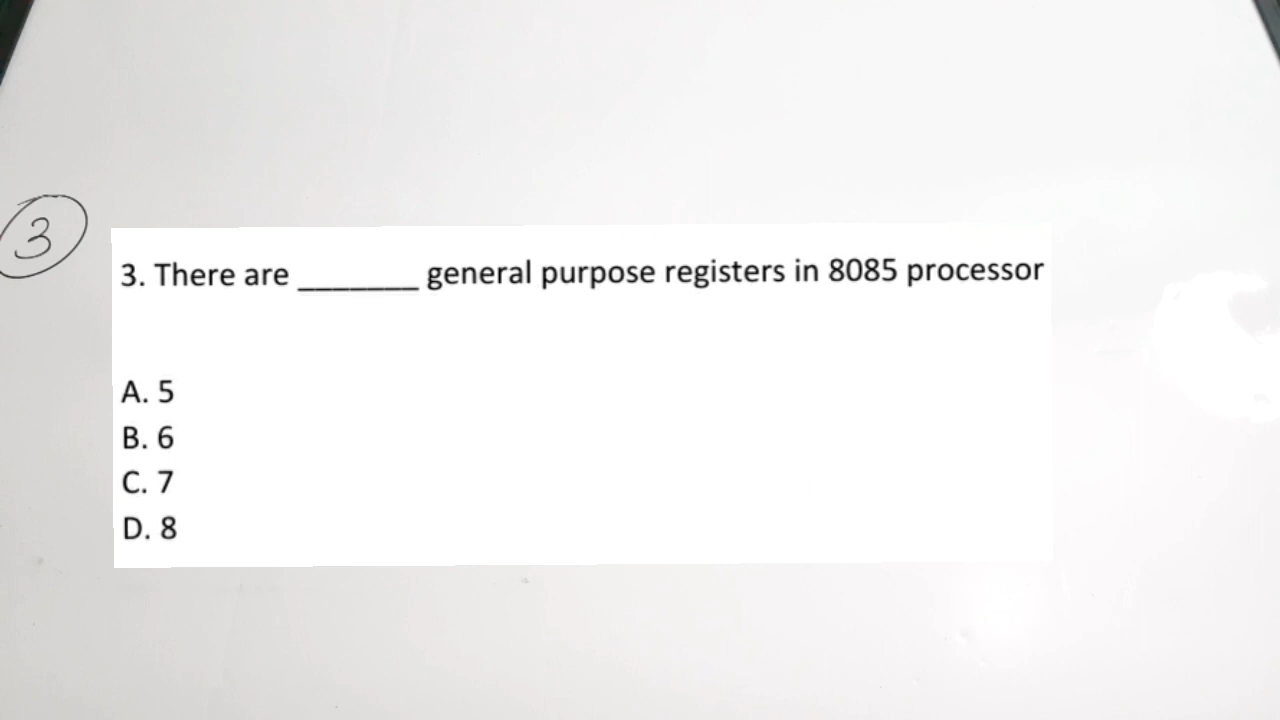 3
3. There are _______ general purpose registers in 8085 processor
A. 5
B. 6
C. 7
D. 8